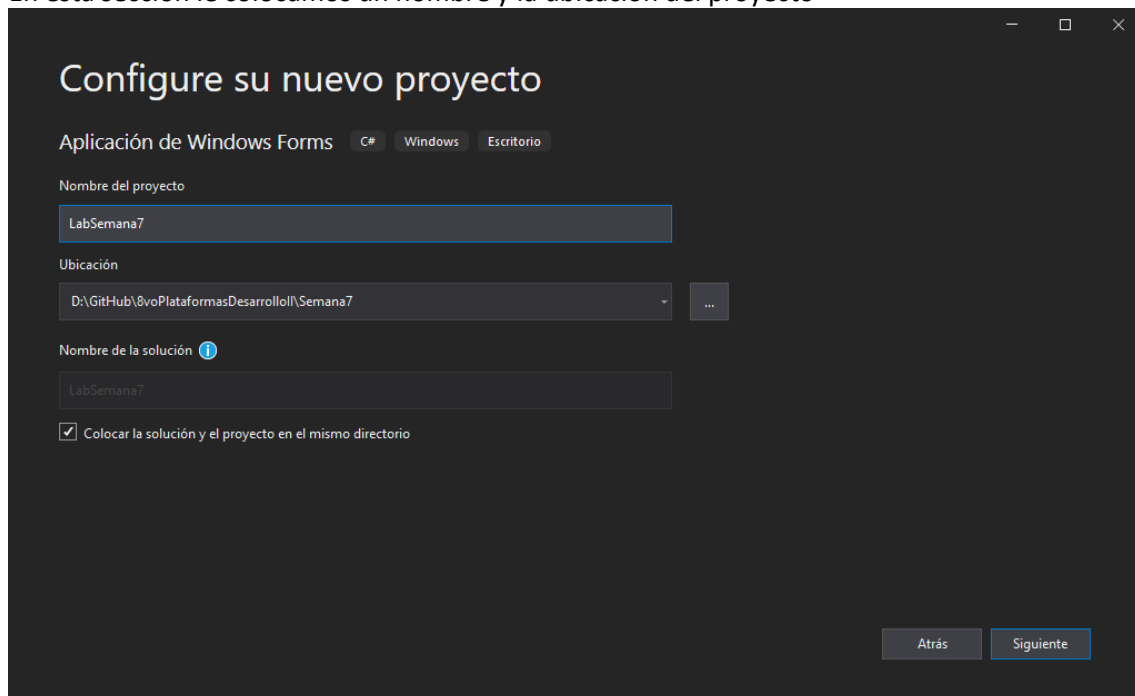 En esta sección le colocamos un nombre y la ubicación del proyecto
Configure su nuevo proyecto
Aplicación de Windows Forms C# Windows Escritorio
Nombre del proyecto
LabSemana7
Ubicación
D:\GitHub\8voPlataformasDesarrolloII\Semana7
...
Nombre de la solución
LabSemana7
Colocar la solución y el proyecto en el mismo directorio
Atrás Siguiente